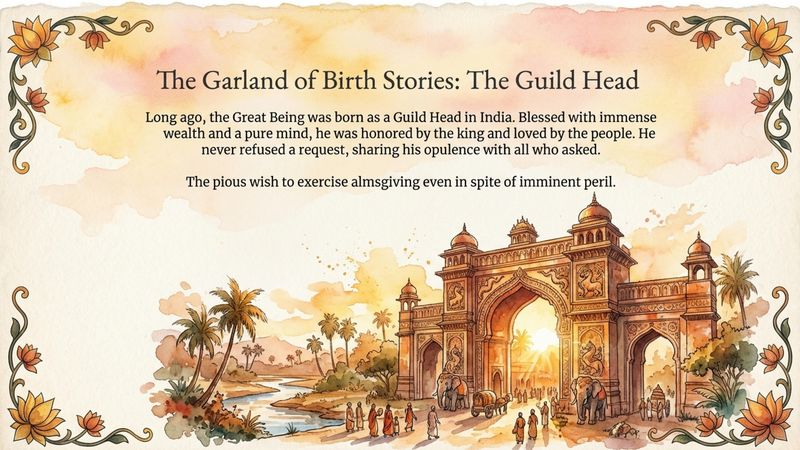 The Garland of Birth Stories: The Guild Head
Long ago, the Great Being was born as a Guild Head in India. Blessed with immense
wealth and a pure mind, he was honored by the king and loved by the people. He
never refused a request, sharing his opulence with all who asked.
The pious wish to exercise almsgiving even in spite of imminent peril.